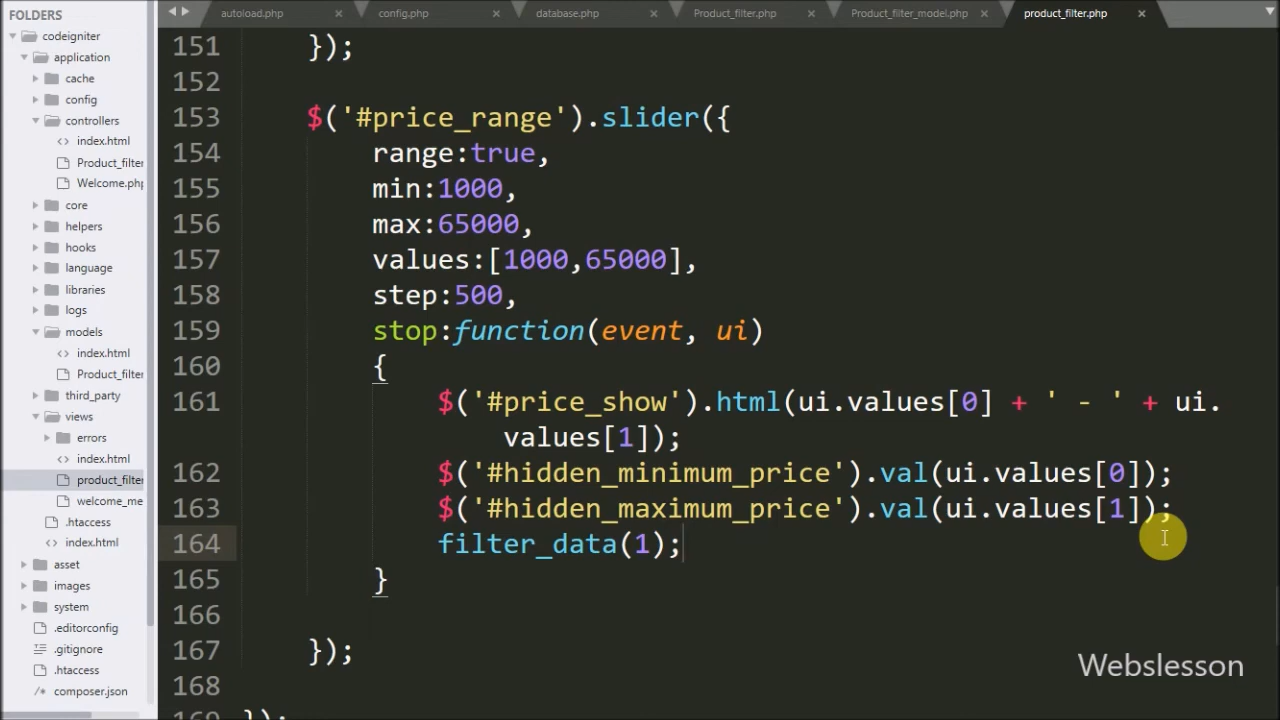 FOLDERS
codeigniter
application
cache
config
controllers
index.html
Product_filter
Welcome.php
core
helpers
hooks
language
libraries
logs
models
index.html
Product_filter
third_party
views
errors
index.html
product_filter
welcome_me
.htaccess
index.html
asset
images
system
.editorconfig
.gitignore
.htaccess
composer.json
autoload.php × config.php × database.php × Product_filter.php × Product_filter_model.php × product_filter.php ×
151 });
152
153 $('#price_range').slider({
154 range:true,
155 min:1000,
156 max:65000,
157 values:[1000,65000],
158 step:500,
159 stop:function(event, ui)
160 {
161 $('#price_show').html(ui.values[0] + ' - ' + ui.
values[1]);
162 $('#hidden_minimum_price').val(ui.values[0]);
163 $('#hidden_maximum_price').val(ui.values[1]);
164 filter_data(1);
165 }
166
167 });
168
169 });
Webslesson